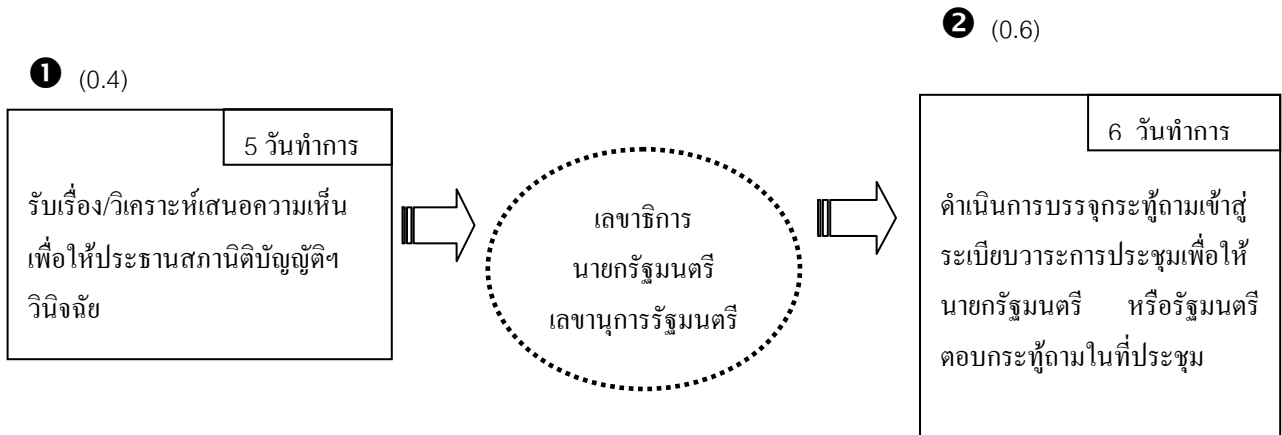 ❶ (0.4)
5 วันทำการ
รับเรื่อง/วิเคราะห์เสนอความเห็น
เพื่อให้ประธานสภานิติบัญญัติฯ
วินิจฉัย
เลขาธิการ
นายกรัฐมนตรี
เลขานุการรัฐมนตรี
❷ (0.6)
6 วันทำการ
ดำเนินการบรรจุกระทู้ถามเข้าสู่
ระเบียบวาระการประชุมเพื่อให้
นายกรัฐมนตรี หรือรัฐมนตรี
ตอบกระทู้ถามในที่ประชุม